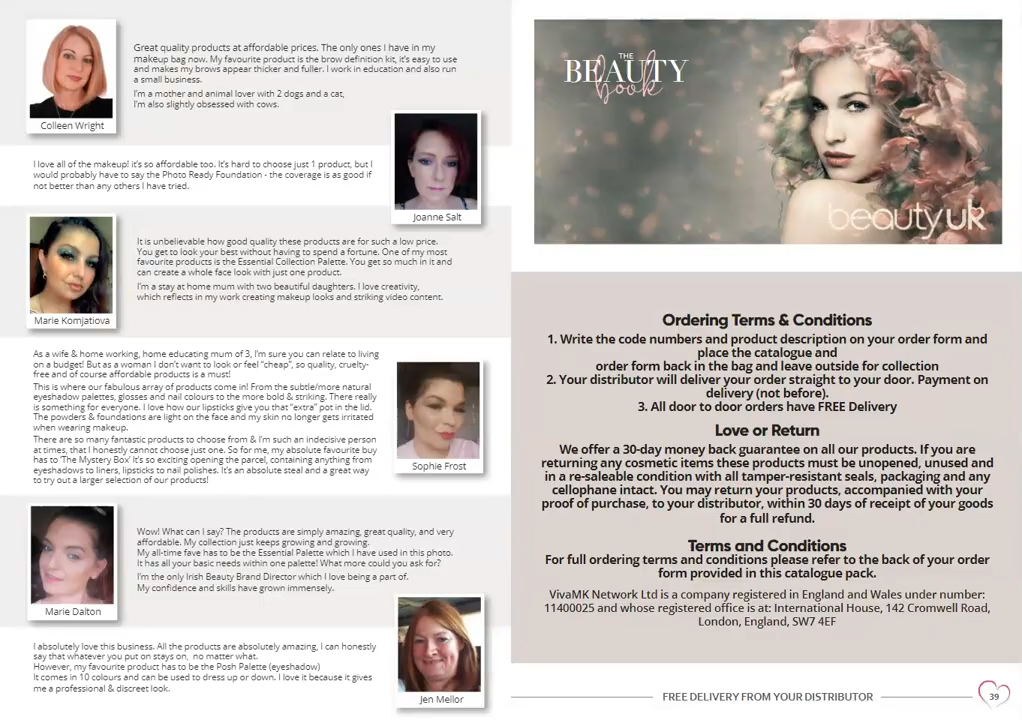 Great quality products at affordable prices. The only ones I have in my
makeup bag now. My favourite product is the brow definition kit, it's easy to use
and makes my brows appear thicker and fuller. I work in education and also run
a small business.
I'm a mother and animal lover with 2 dogs and a cat,
I'm also slightly obsessed with cows.
Colleen Wright
I love all of the makeup! it's so affordable too. It's hard to choose just 1 product, but I
would probably have to say the Photo Ready Foundation - the coverage is as good if
not better than any others I have tried.
Joanne Salt
It is unbelievable how good quality these products are for such a low price.
You get to look your best without having to spend a fortune. One of my most
favourite products is the Essential Collection Palette. You get so much in it and
can create a whole face look with just one product.
I'm a stay at home mum with two beautiful daughters. I love creativity,
which reflects in my work creating makeup looks and striking video content.
Marie Komjatiova
As a wife & home working, home educating mum of 3, I'm sure you can relate to living
on a budget! But as a woman I don't want to look or feel "cheap", so quality, cruelty-
free and of course affordable products is a must!
This is where our fabulous array of products come in! From the subtle/more natural
eyeshadow palettes, glosses and nail colours to the more bold & striking. There really
is something for everyone. I love how our lipsticks give you that "extra" pot in the lid.
The powders & foundations are light on the face and my skin no longer gets irritated
when wearing makeup.
There are so many fantastic products to choose from & I'm such an indecisive person
at times, that I honestly cannot choose just one. So for me, my absolute favourite buy
has to 'The Mystery Box' It's so exciting opening the parcel, containing anything from
eyeshadows to liners, lipsticks to nail polishes. It's an absolute steal and a great way
to try out a larger selection of our products!
Sophie Frost
Wow! What can I say? The products are simply amazing, great quality, and very
affordable. My collection just keeps growing and growing.
My all-time fave has to be the Essential Palette which I have used in this photo.
It has all your basic needs within one palette! What more could you ask for?
I'm the only Irish Beauty Brand Director which I love being a part of.
My confidence and skills have grown immensely.
Marie Dalton
I absolutely love this business. All the products are absolutely amazing, I can honestly
say that whatever you put on stays on, no matter what.
However, my favourite product has to be the Posh Palette (eyeshadow)
It comes in 10 colours and can be used to dress up or down. I love it because it gives
me a professional & discreet look.
Jen Mellor
THE
BEAUTY
book
beauty uk
Ordering Terms & Conditions
1. Write the code numbers and product description on your order form and
place the catalogue and
order form back in the bag and leave outside for collection
2. Your distributor will deliver your order straight to your door. Payment on
delivery (not before).
3. All door to door orders have FREE Delivery
Love or Return
We offer a 30-day money back guarantee on all our products. If you are
returning any cosmetic items these products must be unopened, unused and
in a re-saleable condition with all tamper-resistant seals, packaging and any
cellophane intact. You may return your products, accompanied with your
proof of purchase, to your distributor, within 30 days of receipt of your goods
for a full refund.
Terms and Conditions
For full ordering terms and conditions please refer to the back of your order
form provided in this catalogue pack.
VivaMK Network Ltd is a company registered in England and Wales under number:
11400025 and whose registered office is at: International House, 142 Cromwell Road,
London, England, SW7 4EF
FREE DELIVERY FROM YOUR DISTRIBUTOR
39